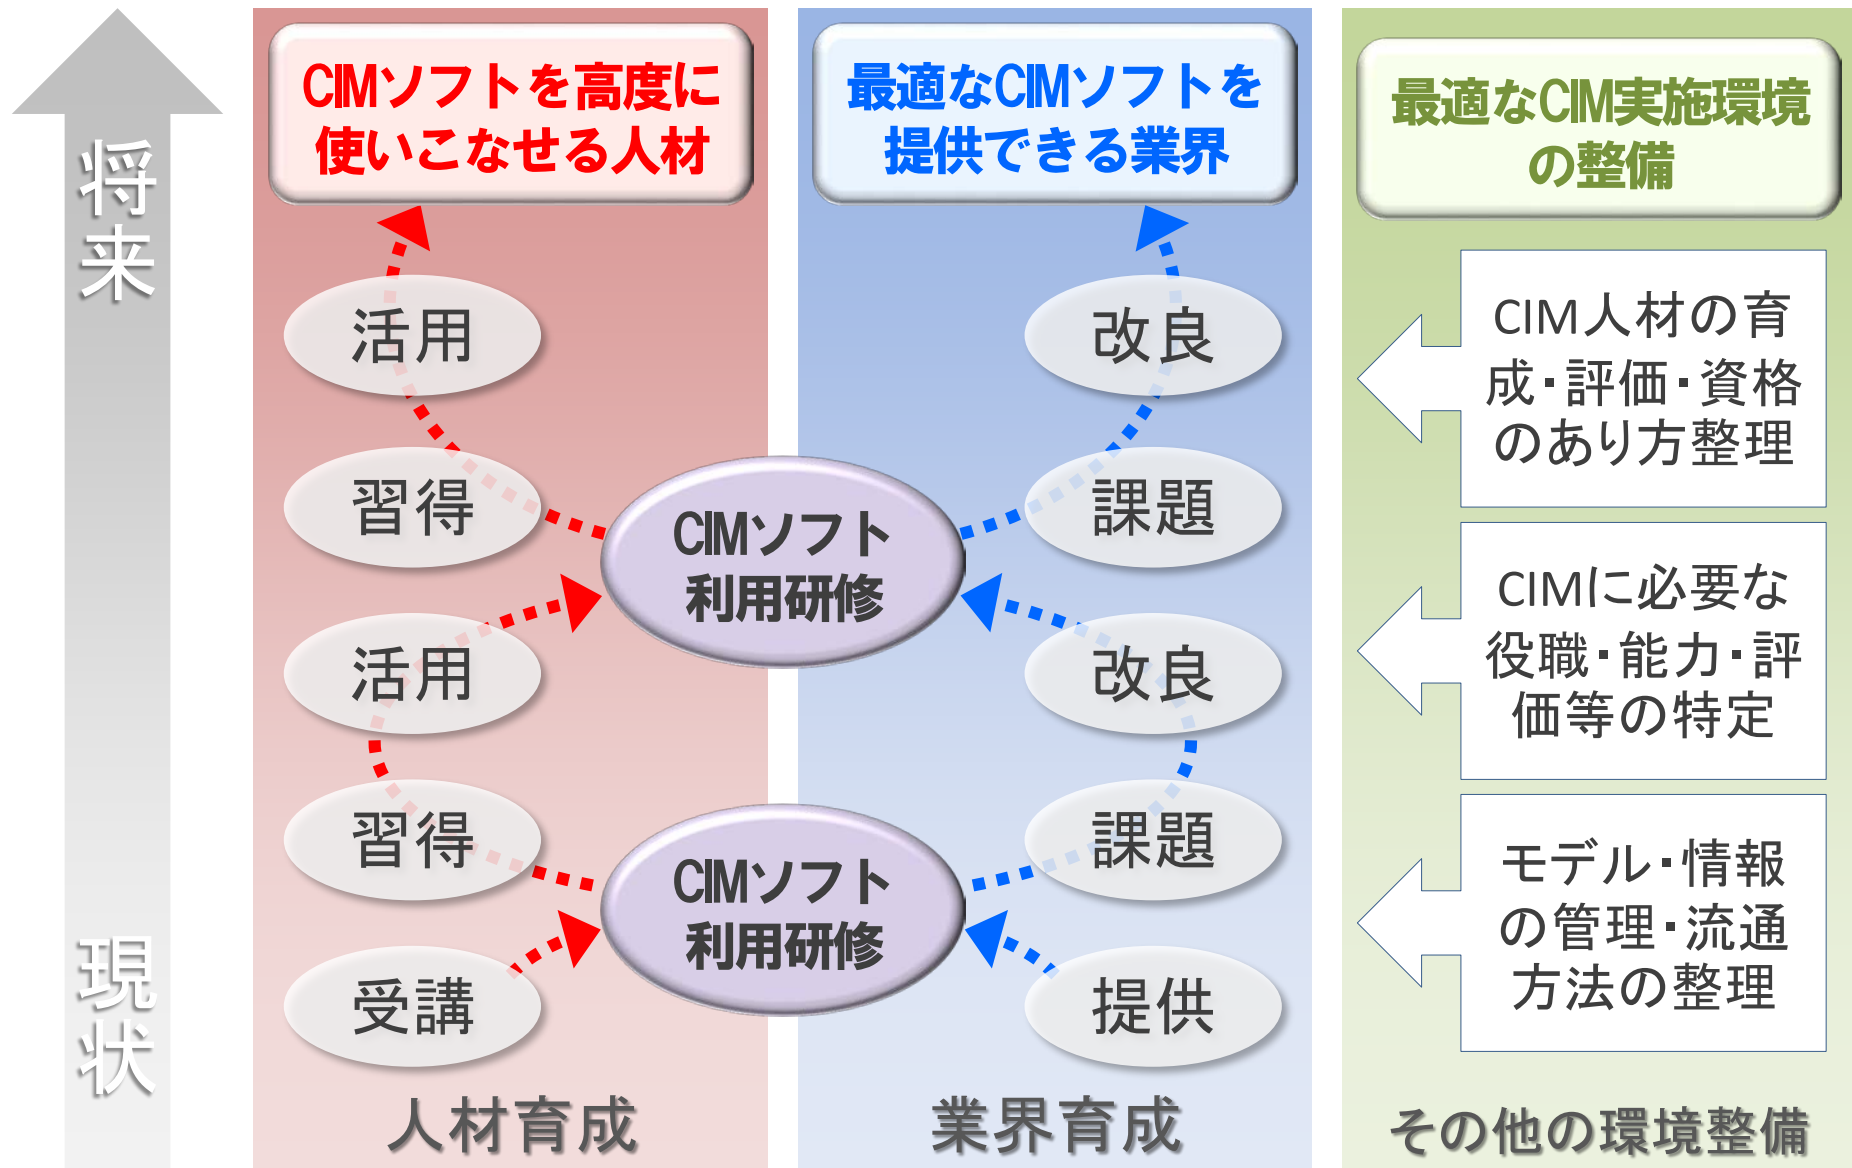 将来
現状
CIMソフトを高度に
使いこなせる人材
活用
習得
活用
習得
受講
人材育成
CIMソフト
利用研修
CIMソフト
利用研修
最適なCIMソフトを
提供できる業界
改良
課題
改良
課題
提供
業界育成
最適なCIM実施環境
の整備
CIM人材の育
成・評価・資格
のあり方整理
CIMに必要な
役職・能力・評
価等の特定
モデル・情報
の管理・流通
方法の整理
その他の環境整備